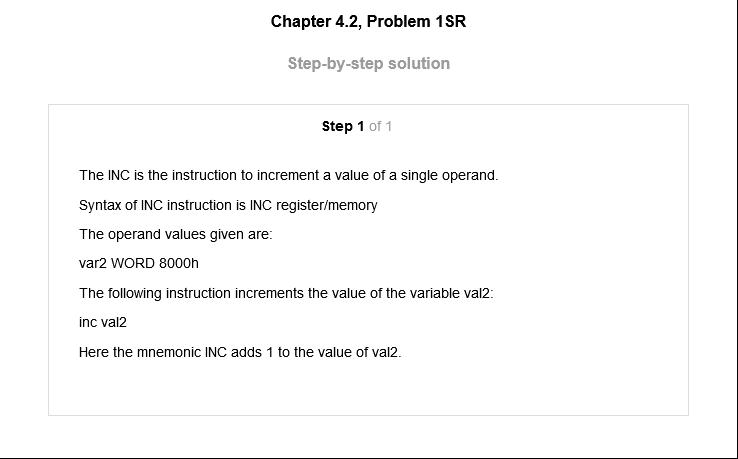 Chapter 4.2, Problem 1SR
Step-by-step solution
Step 1 of 1
The INC is the instruction to increment a value of a single operand.
Syntax of INC instruction is INC register/memory
The operand values given are:
var2 WORD 8000h
The following instruction increments the value of the variable val2:
inc val2
Here the mnemonic INC adds 1 to the value of val2.